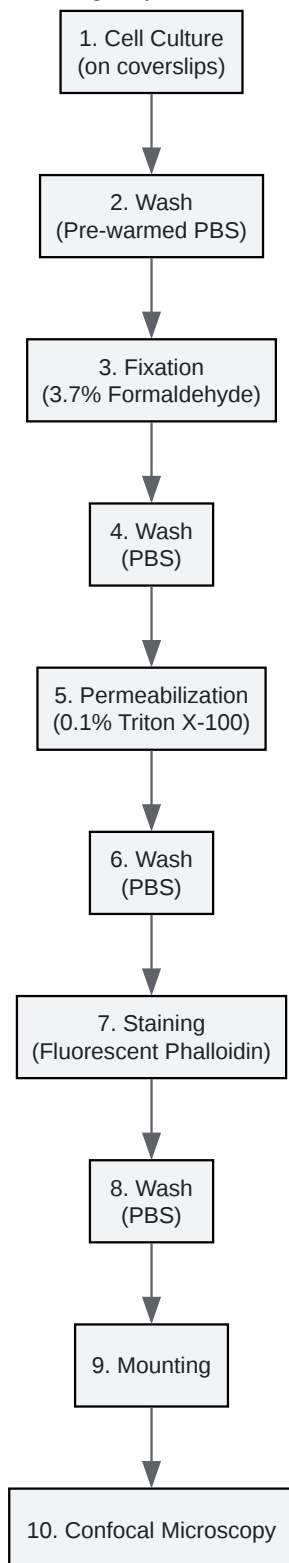 1. Cell Culture
(on coverslips)
2. Wash
(Pre-warmed PBS)
3. Fixation
(3.7% Formaldehyde)
4. Wash
(PBS)
5. Permeabilization
(0.1% Triton X-100)
6. Wash
(PBS)
7. Staining
(Fluorescent Phalloidin)
8. Wash
(PBS)
9. Mounting
10. Confocal Microscopy